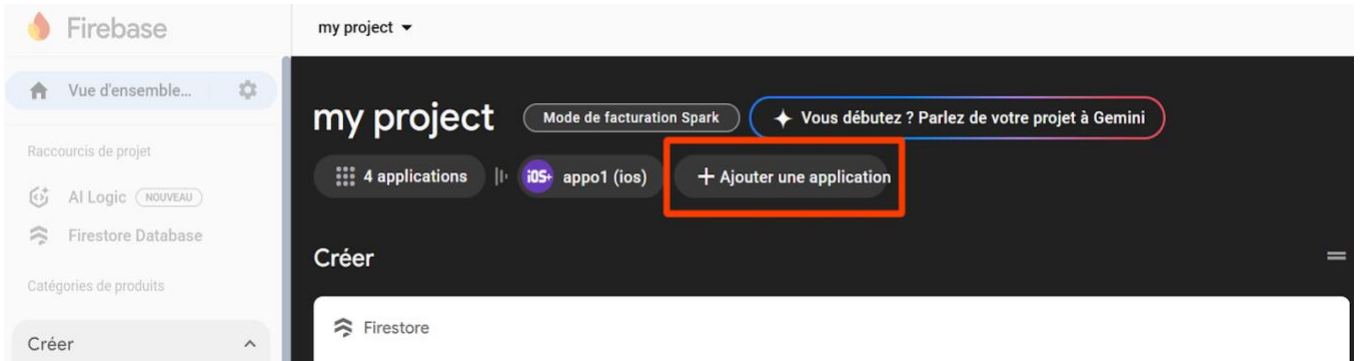 Firebase
my project
Vue d'ensemble...
my project
Mode de facturation Spark
Vous débutez ? Parlez de votre projet à Gemini
Raccourcis de projet
4 applications
iOS+
appo1 (ios)
+ Ajouter une application
AI Logic
NOUVEAU
Firestore Database
Créer
Catégories de produits
Firestore
Créer